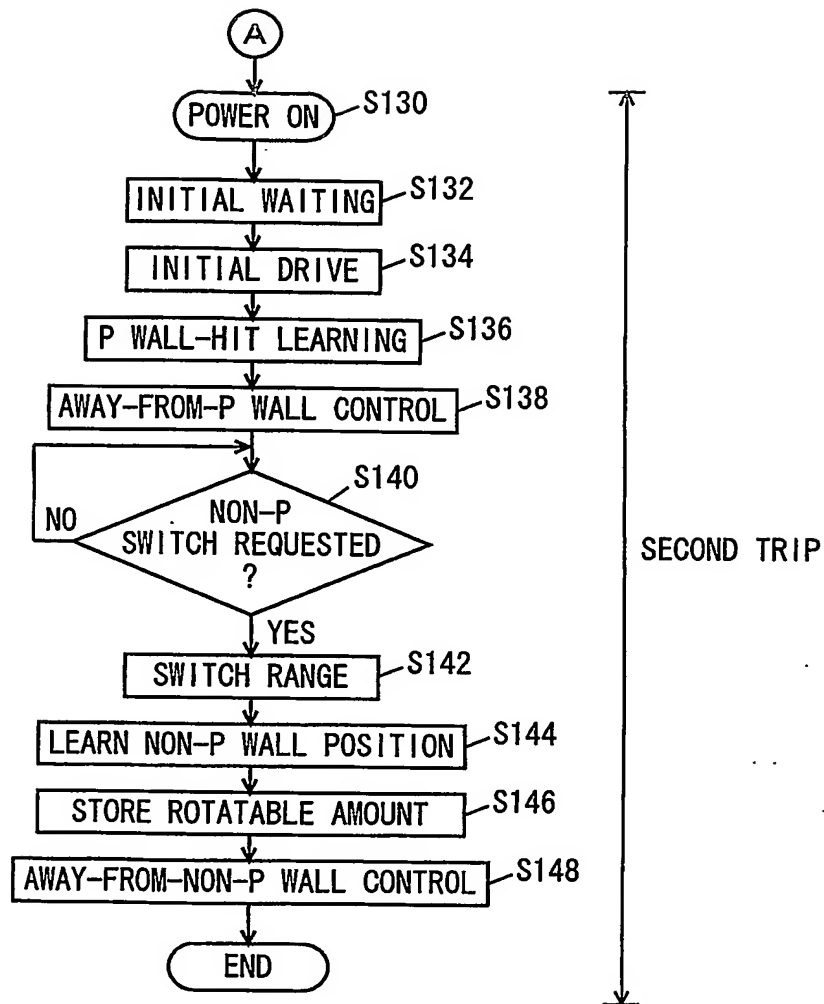 A
POWER ON
S130
INITIAL WAITING
S132
INITIAL DRIVE
S134
P WALL-HIT LEARNING
S136
AWAY-FROM-P WALL CONTROL
S138
S140
NON-P
SWITCH REQUESTED
?
NO
YES
SECOND TRIP
SWITCH RANGE
S142
LEARN NON-P WALL POSITION
S144
STORE ROTATABLE AMOUNT
S146
AWAY-FROM-NON-P WALL CONTROL
S148
END